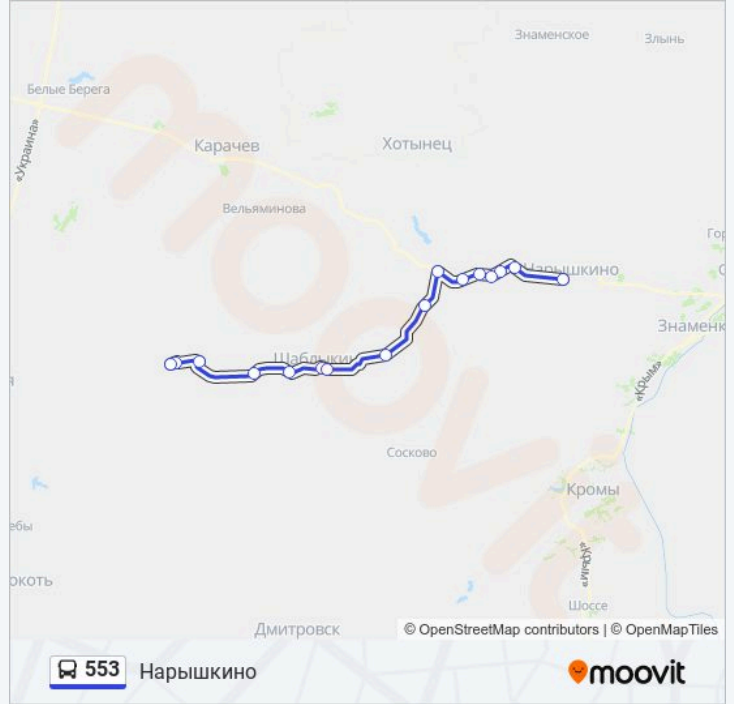 Знаменское
Злынь
Белые Берега
«Украина»
Карачев
Хотынец
Вельяминова
Нарышкино
Знаменк
Шаблыкин
«Крым»
Сосково
Кромы
ебы
«Крым»
окоть
Шоссе
Дмитровск
© OpenStreetMap contributors | © OpenMapTiles
553 Нарышкино
moovit